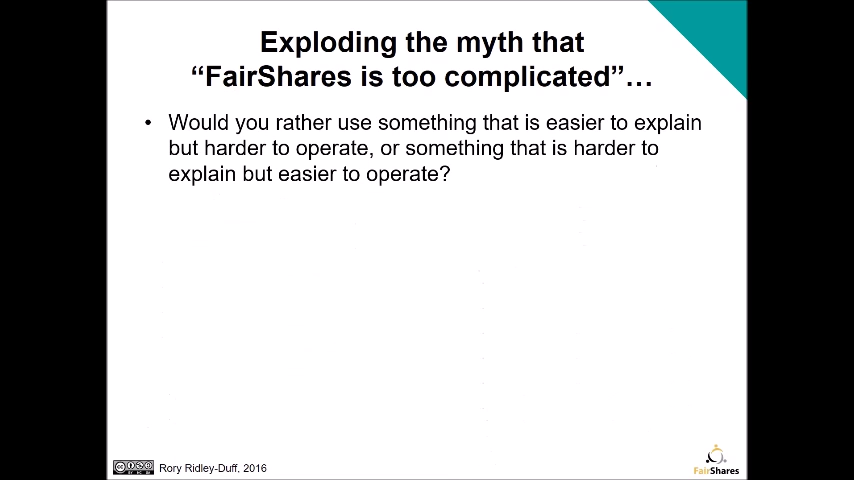 Exploding the myth that
“FairShares is too complicated”…
• Would you rather use something that is easier to explain
but harder to operate, or something that is harder to
explain but easier to operate?
Rory Ridley-Duff, 2016
FairShares